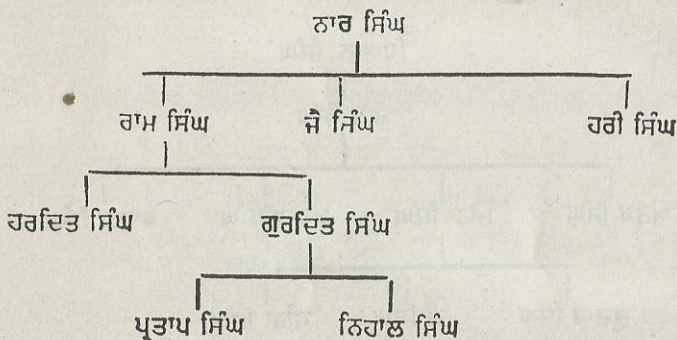 ਨਾਰ ਸਿੰਘ
ਰਾਮ ਸਿੰਘ ਜੈ ਸਿੰਘ ਹਰੀ ਸਿੰਘ
ਹਰਦਿਤ ਸਿੰਘ ਗੁਰਦਿਤ ਸਿੰਘ
ਪ੍ਰਤਾਪ ਸਿੰਘ ਨਿਹਾਲ ਸਿੰਘ